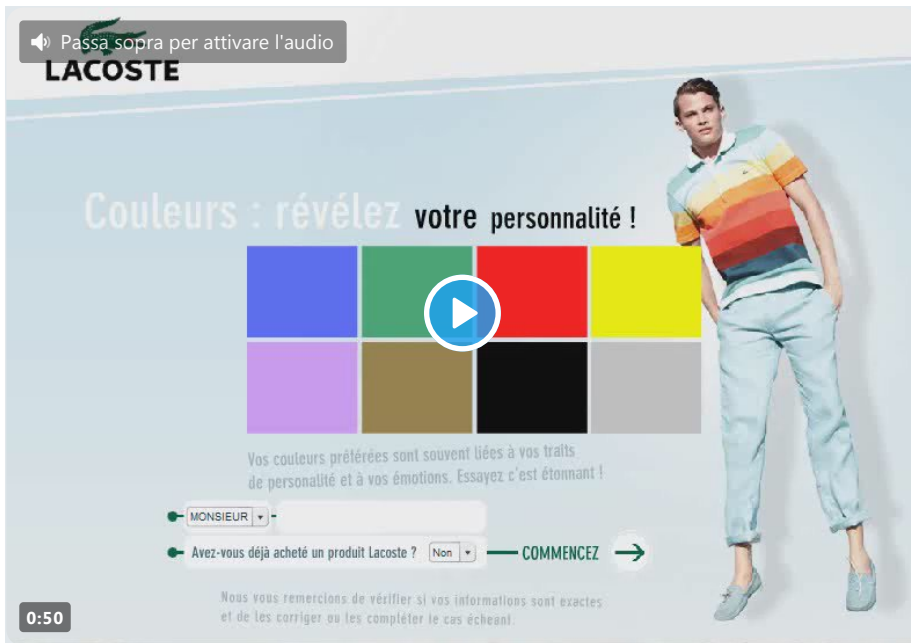 Passa sopra per attivare l'audio
LACOSTE
Couleurs : révélez votre personnalité !
Vos couleurs préférées sont souvent liées à vos traits
de personalité et à vos émotions. Essayez c'est étonnant !
MONSIEUR
Avez-vous déjà acheté un produit Lacoste ? Non COMMENCEZ
Nous vous remercions de vérifier si vos informations sont exactes
et de les corriger ou les compléter le cas échéant.
0:50